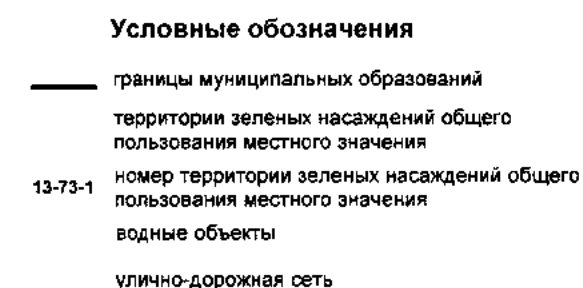 Условные обозначения
границы муниципальных образований
территории зеленых насаждений общего
пользования местного значения
13-73-1 номер территории зеленых насаждений общего
пользования местного значения
водные объекты
улично-дорожная сеть